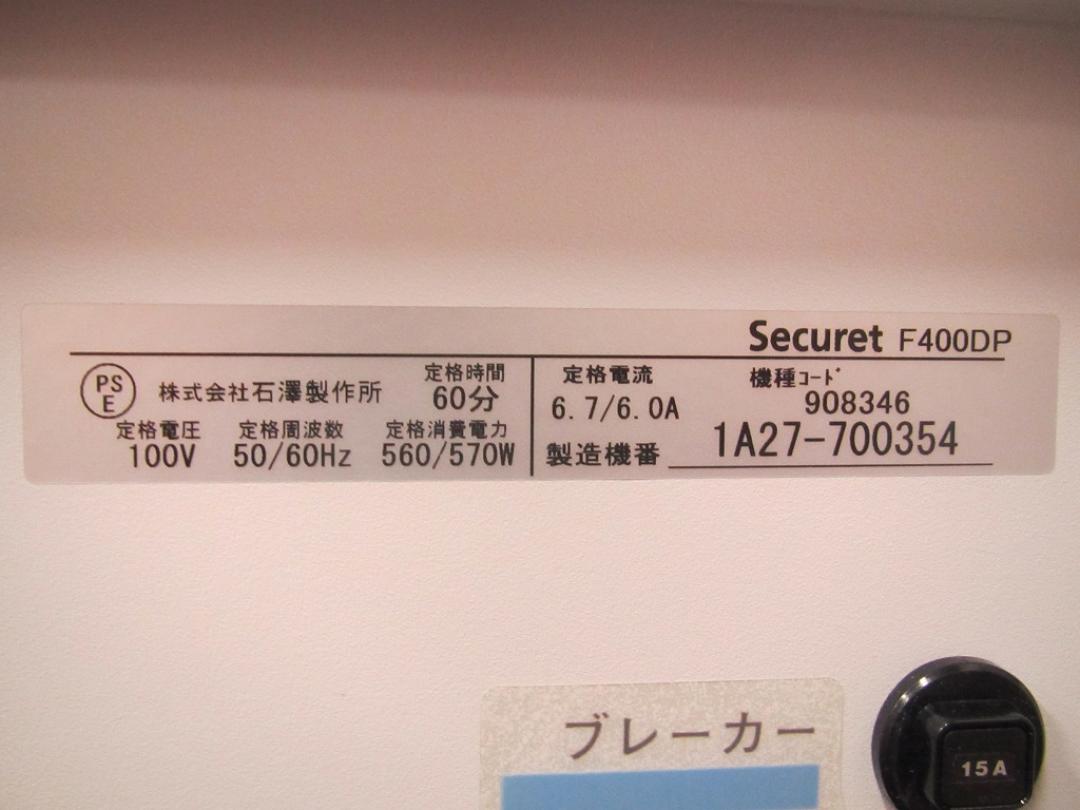 Securet F400DP
PS
E
株式会社石澤製作所
定格時間
60分
定格電圧
100V
定格周波数
50/60Hz
定格消費電力
560/570W
定格電流
6.7/6.0A
機種ｺｰﾄﾞ
908346
製造機番 1A27-700354
ブレーカー
15A